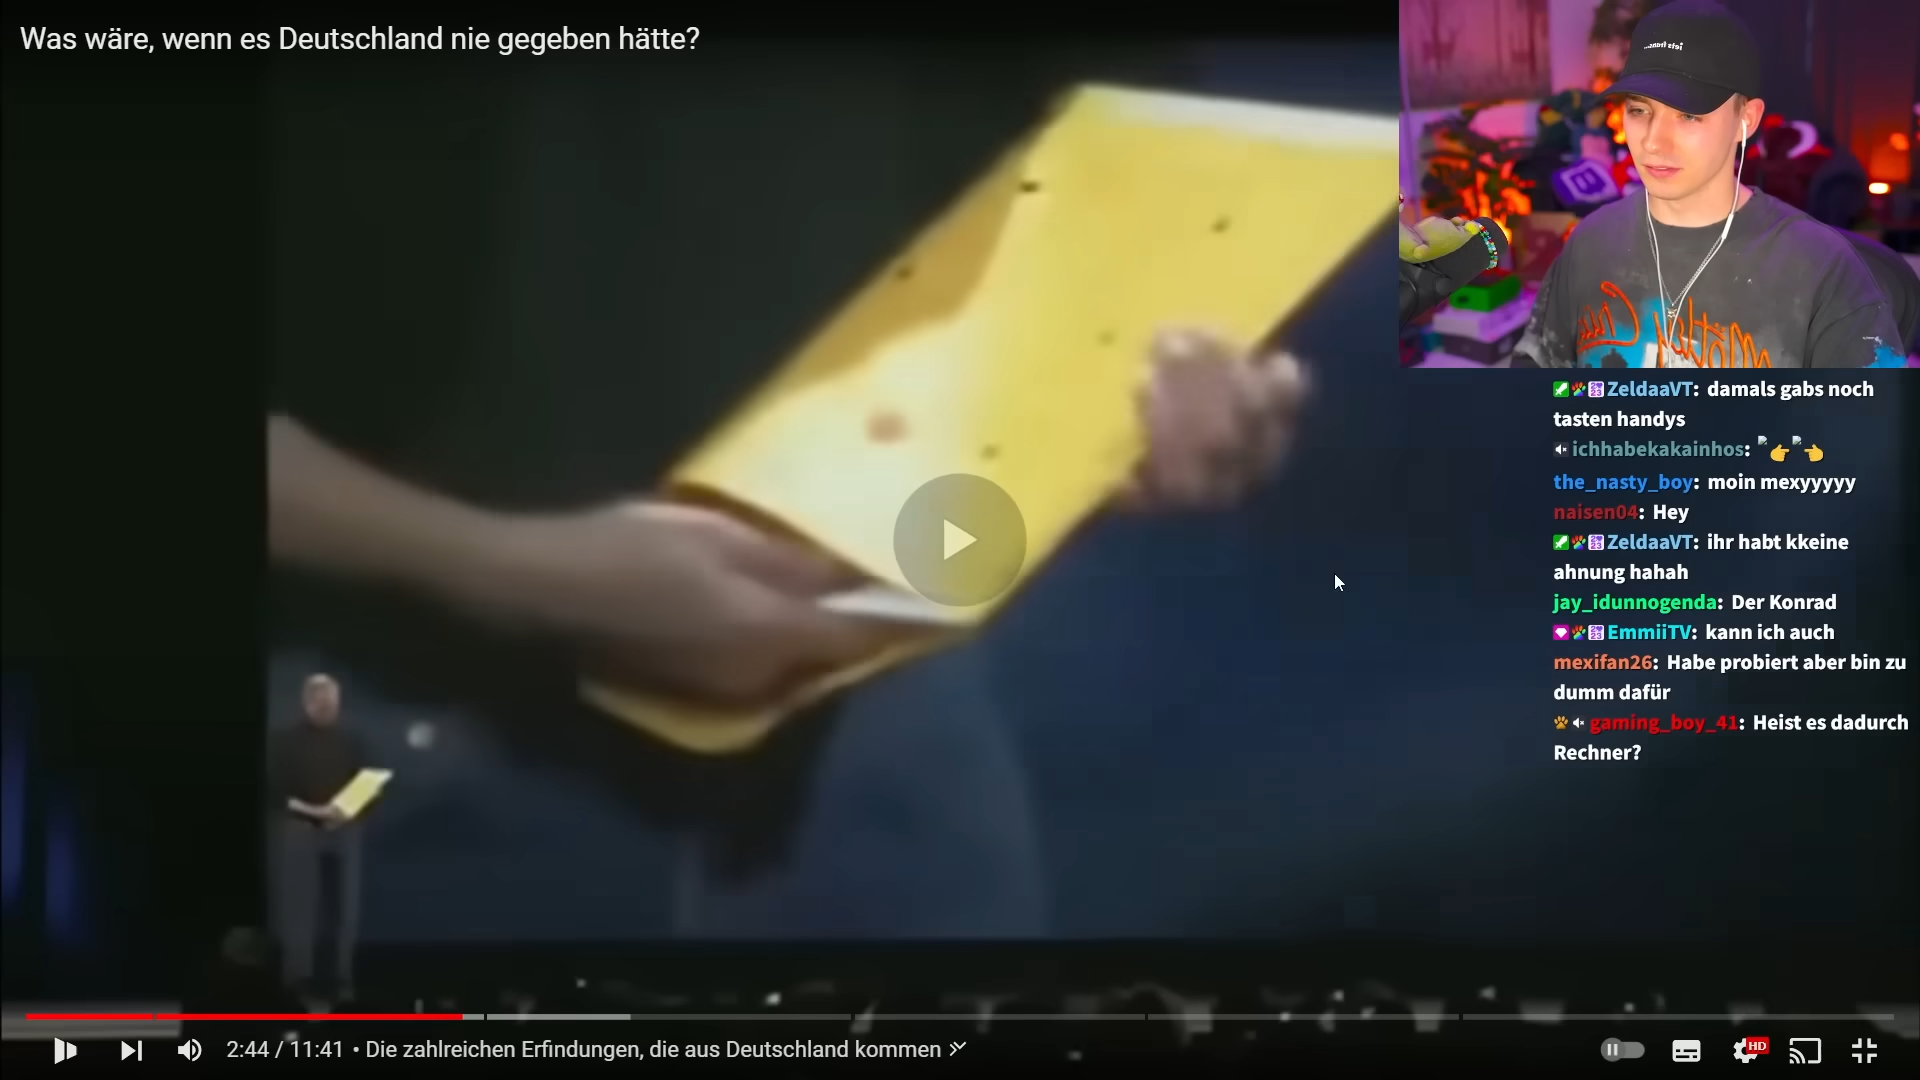 Was wäre, wenn es Deutschland nie gegeben hätte?
ZeldaaVT: damals gabs noch
tasten handys
ichhabekakainhos:
the_nasty_boy: moin mexyyyyy
naisen04: Hey
ZeldaaVT: ihr habt kkeine
ahnung hahah
jay_idunnogenda: Der Konrad
EmmiiTV: kann ich auch
mexifan26: Habe probiert aber bin zu
dumm dafür
gaming_boy_41: Heist es dadurch
Rechner?
2:44 / 11:41 • Die zahlreichen Erfindungen, die aus Deutschland kommen
HD